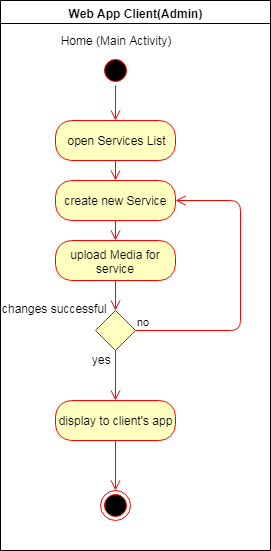 Web App Client(Admin)
Home (Main Activity)
open Services List
create new Service
upload Media for
service
changes successful
no
yes
display to client's app